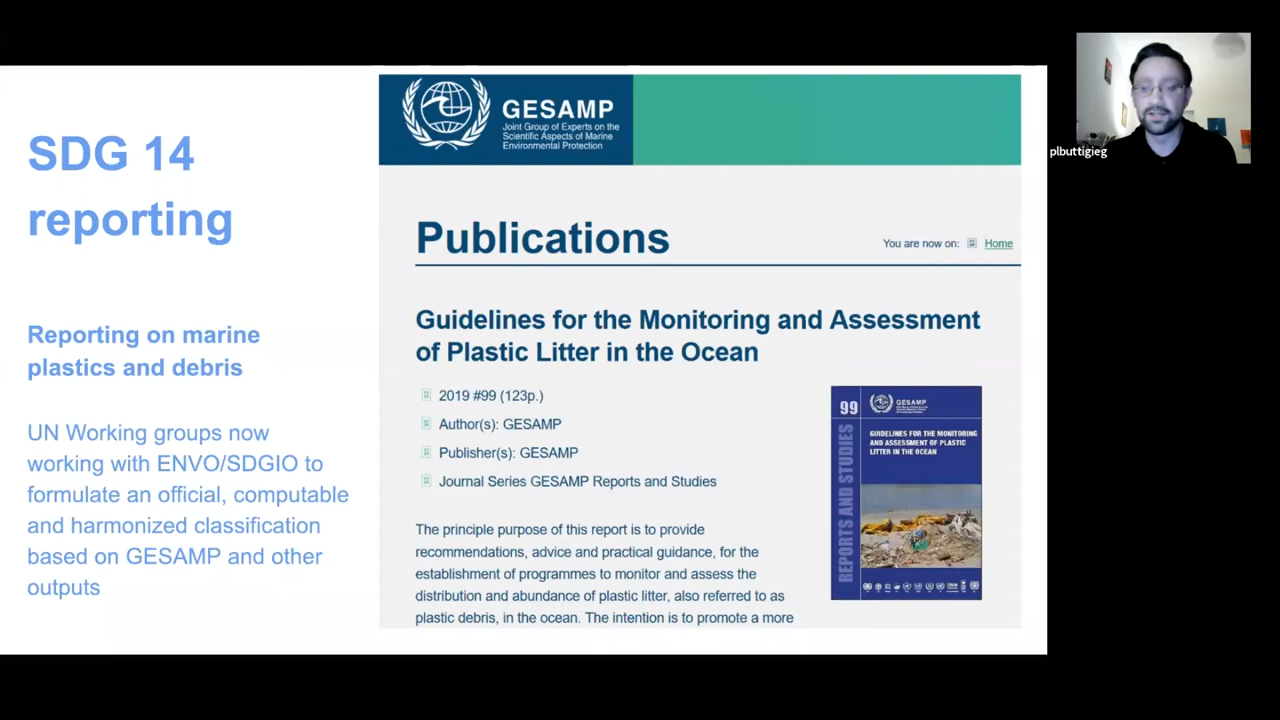 SDG 14
reporting
Reporting on marine
plastics and debris
UN Working groups now
working with ENVO/SDGIO to
formulate an official, computable
and harmonized classification
based on GESAMP and other
outputs
GESAMP
Joint Group of Experts on the
Scientific Aspects of Marine
Environmental Protection
Publications
You are now on:
Home
Guidelines for the Monitoring and Assessment
of Plastic Litter in the Ocean
2019 #99 (123p.)
Author(s): GESAMP
Publisher(s): GESAMP
Journal Series GESAMP Reports and Studies
The principle purpose of this report is to provide
recommendations, advice and practical guidance, for the
establishment of programmes to monitor and assess the
distribution and abundance of plastic litter, also referred to as
plastic debris, in the ocean. The intention is to promote a more
99
GESAMP
REPORTS AND STUDIES
GUIDELINES FOR THE MONITORING
AND ASSESSMENT OF PLASTIC
LITTER IN THE OCEAN
plbuttigieg